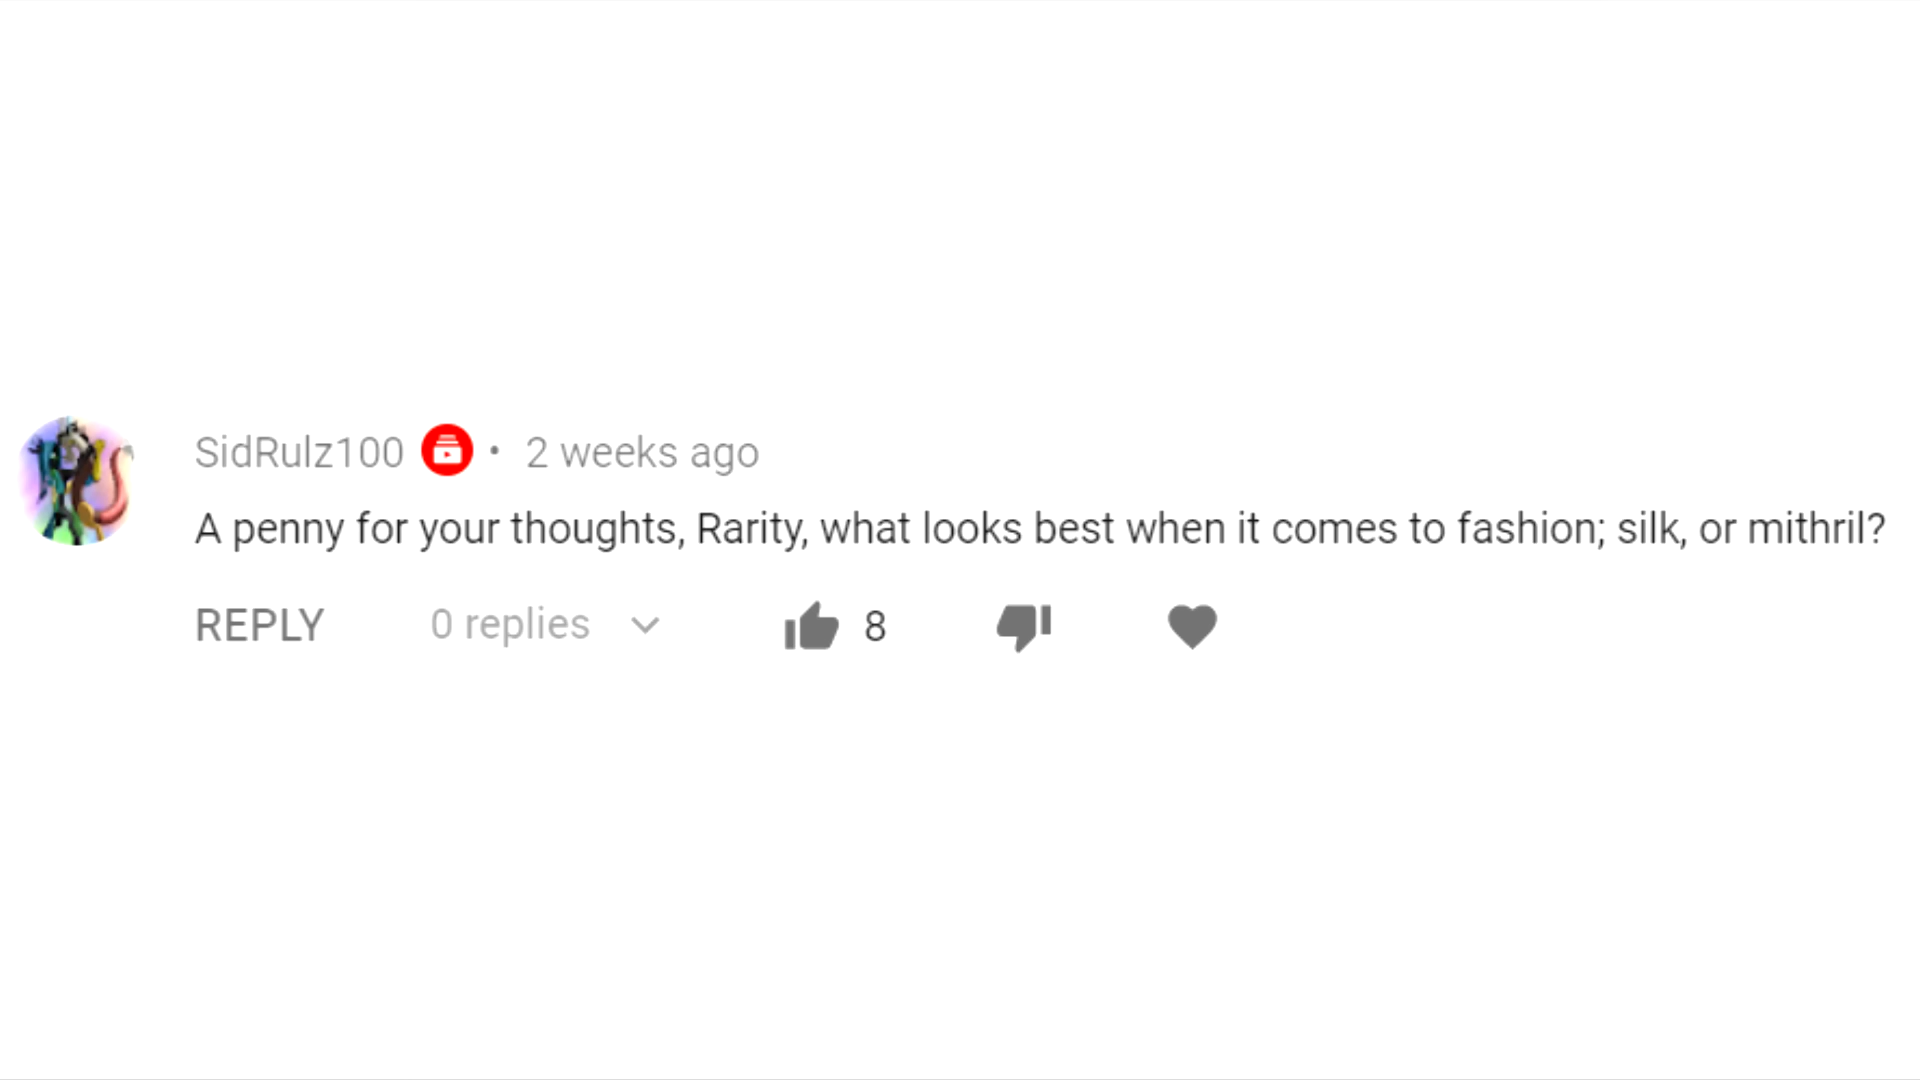 SidRulz100 • 2 weeks ago
A penny for your thoughts, Rarity, what looks best when it comes to fashion; silk, or mithril?
REPLY 0 replies 8